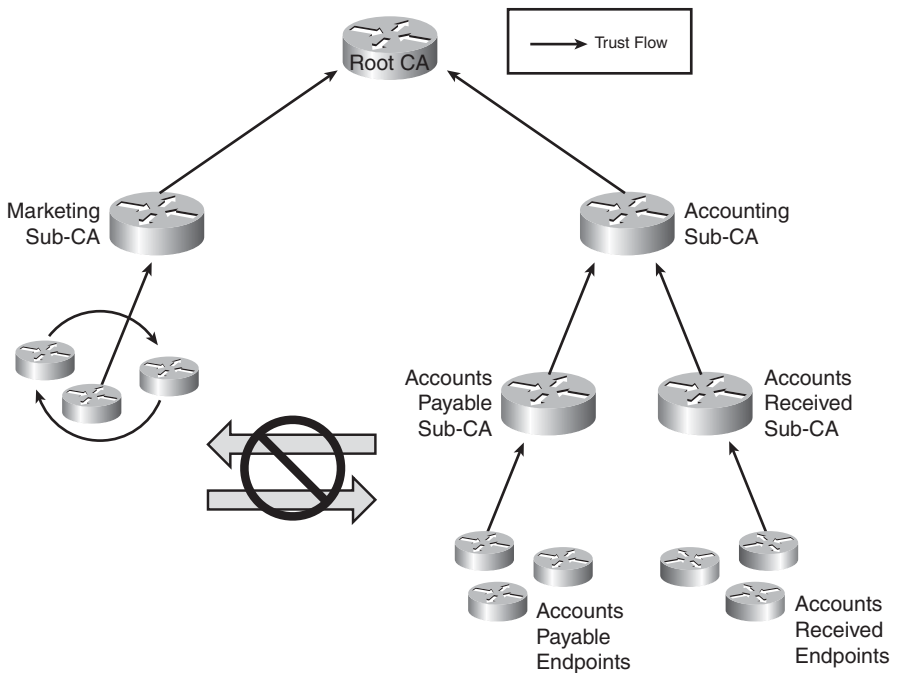 Root CA
Trust Flow
Marketing
Sub-CA
Accounting
Sub-CA
Accounts
Payable
Sub-CA
Accounts
Received
Sub-CA
Accounts
Payable
Endpoints
Accounts
Received
Endpoints